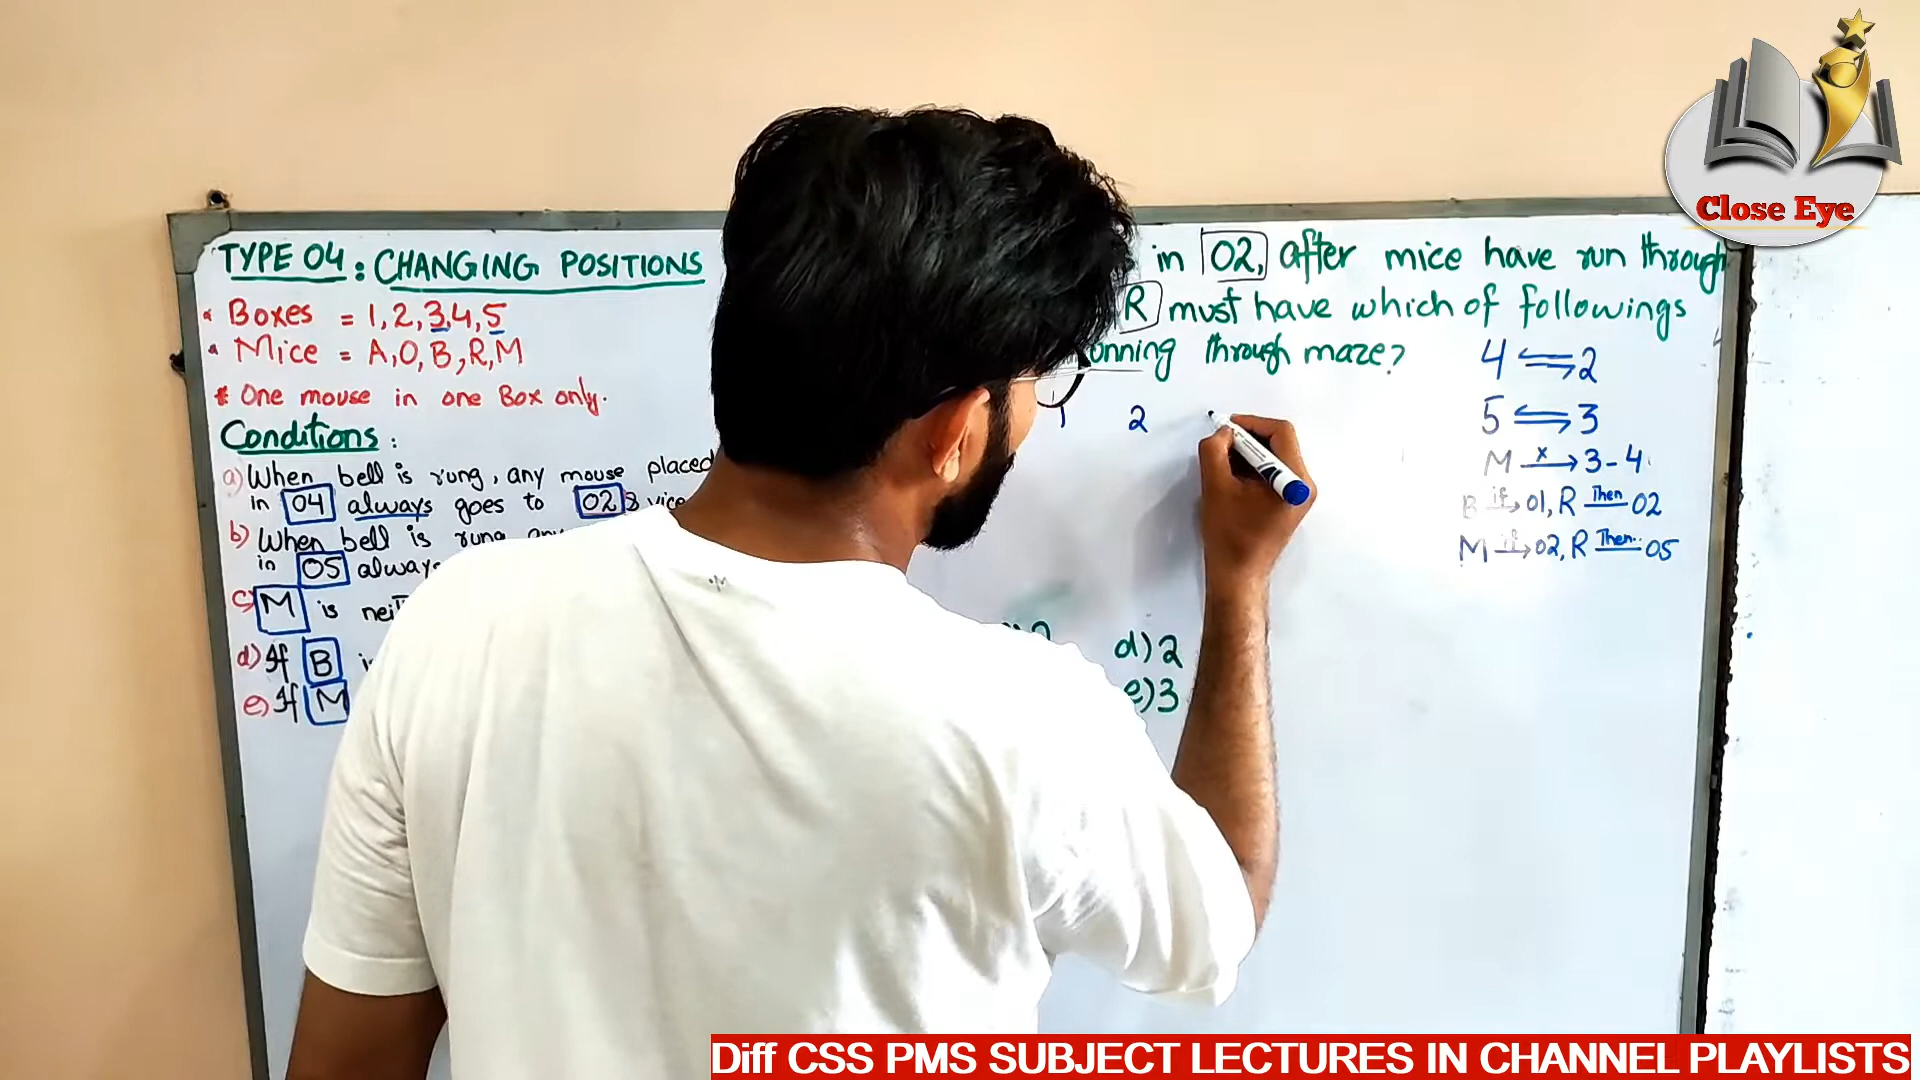 Close Eye
TYPE 04: CHANGING POSITIONS
Boxes = 1,2,3,4,5
Mice = A,O,B,R,M
* One mouse in one Box only.
Conditions:
a) When bell is rung, any mouse placed
in 04 always goes to 02 & vice
b) When bell is rung
in 05 always
c) M is
d) If B
e) If M
in 02, after mice have run through
R must have which of followings
through maze?
1 2
d) 2
e) 3
4 ⇌ 2
5 ⇌ 3
M x→ 3-4
B if→ 01, R Then 02
M if→ 02, R Then 05
Diff CSS PMS SUBJECT LECTURES IN CHANNEL PLAYLISTS